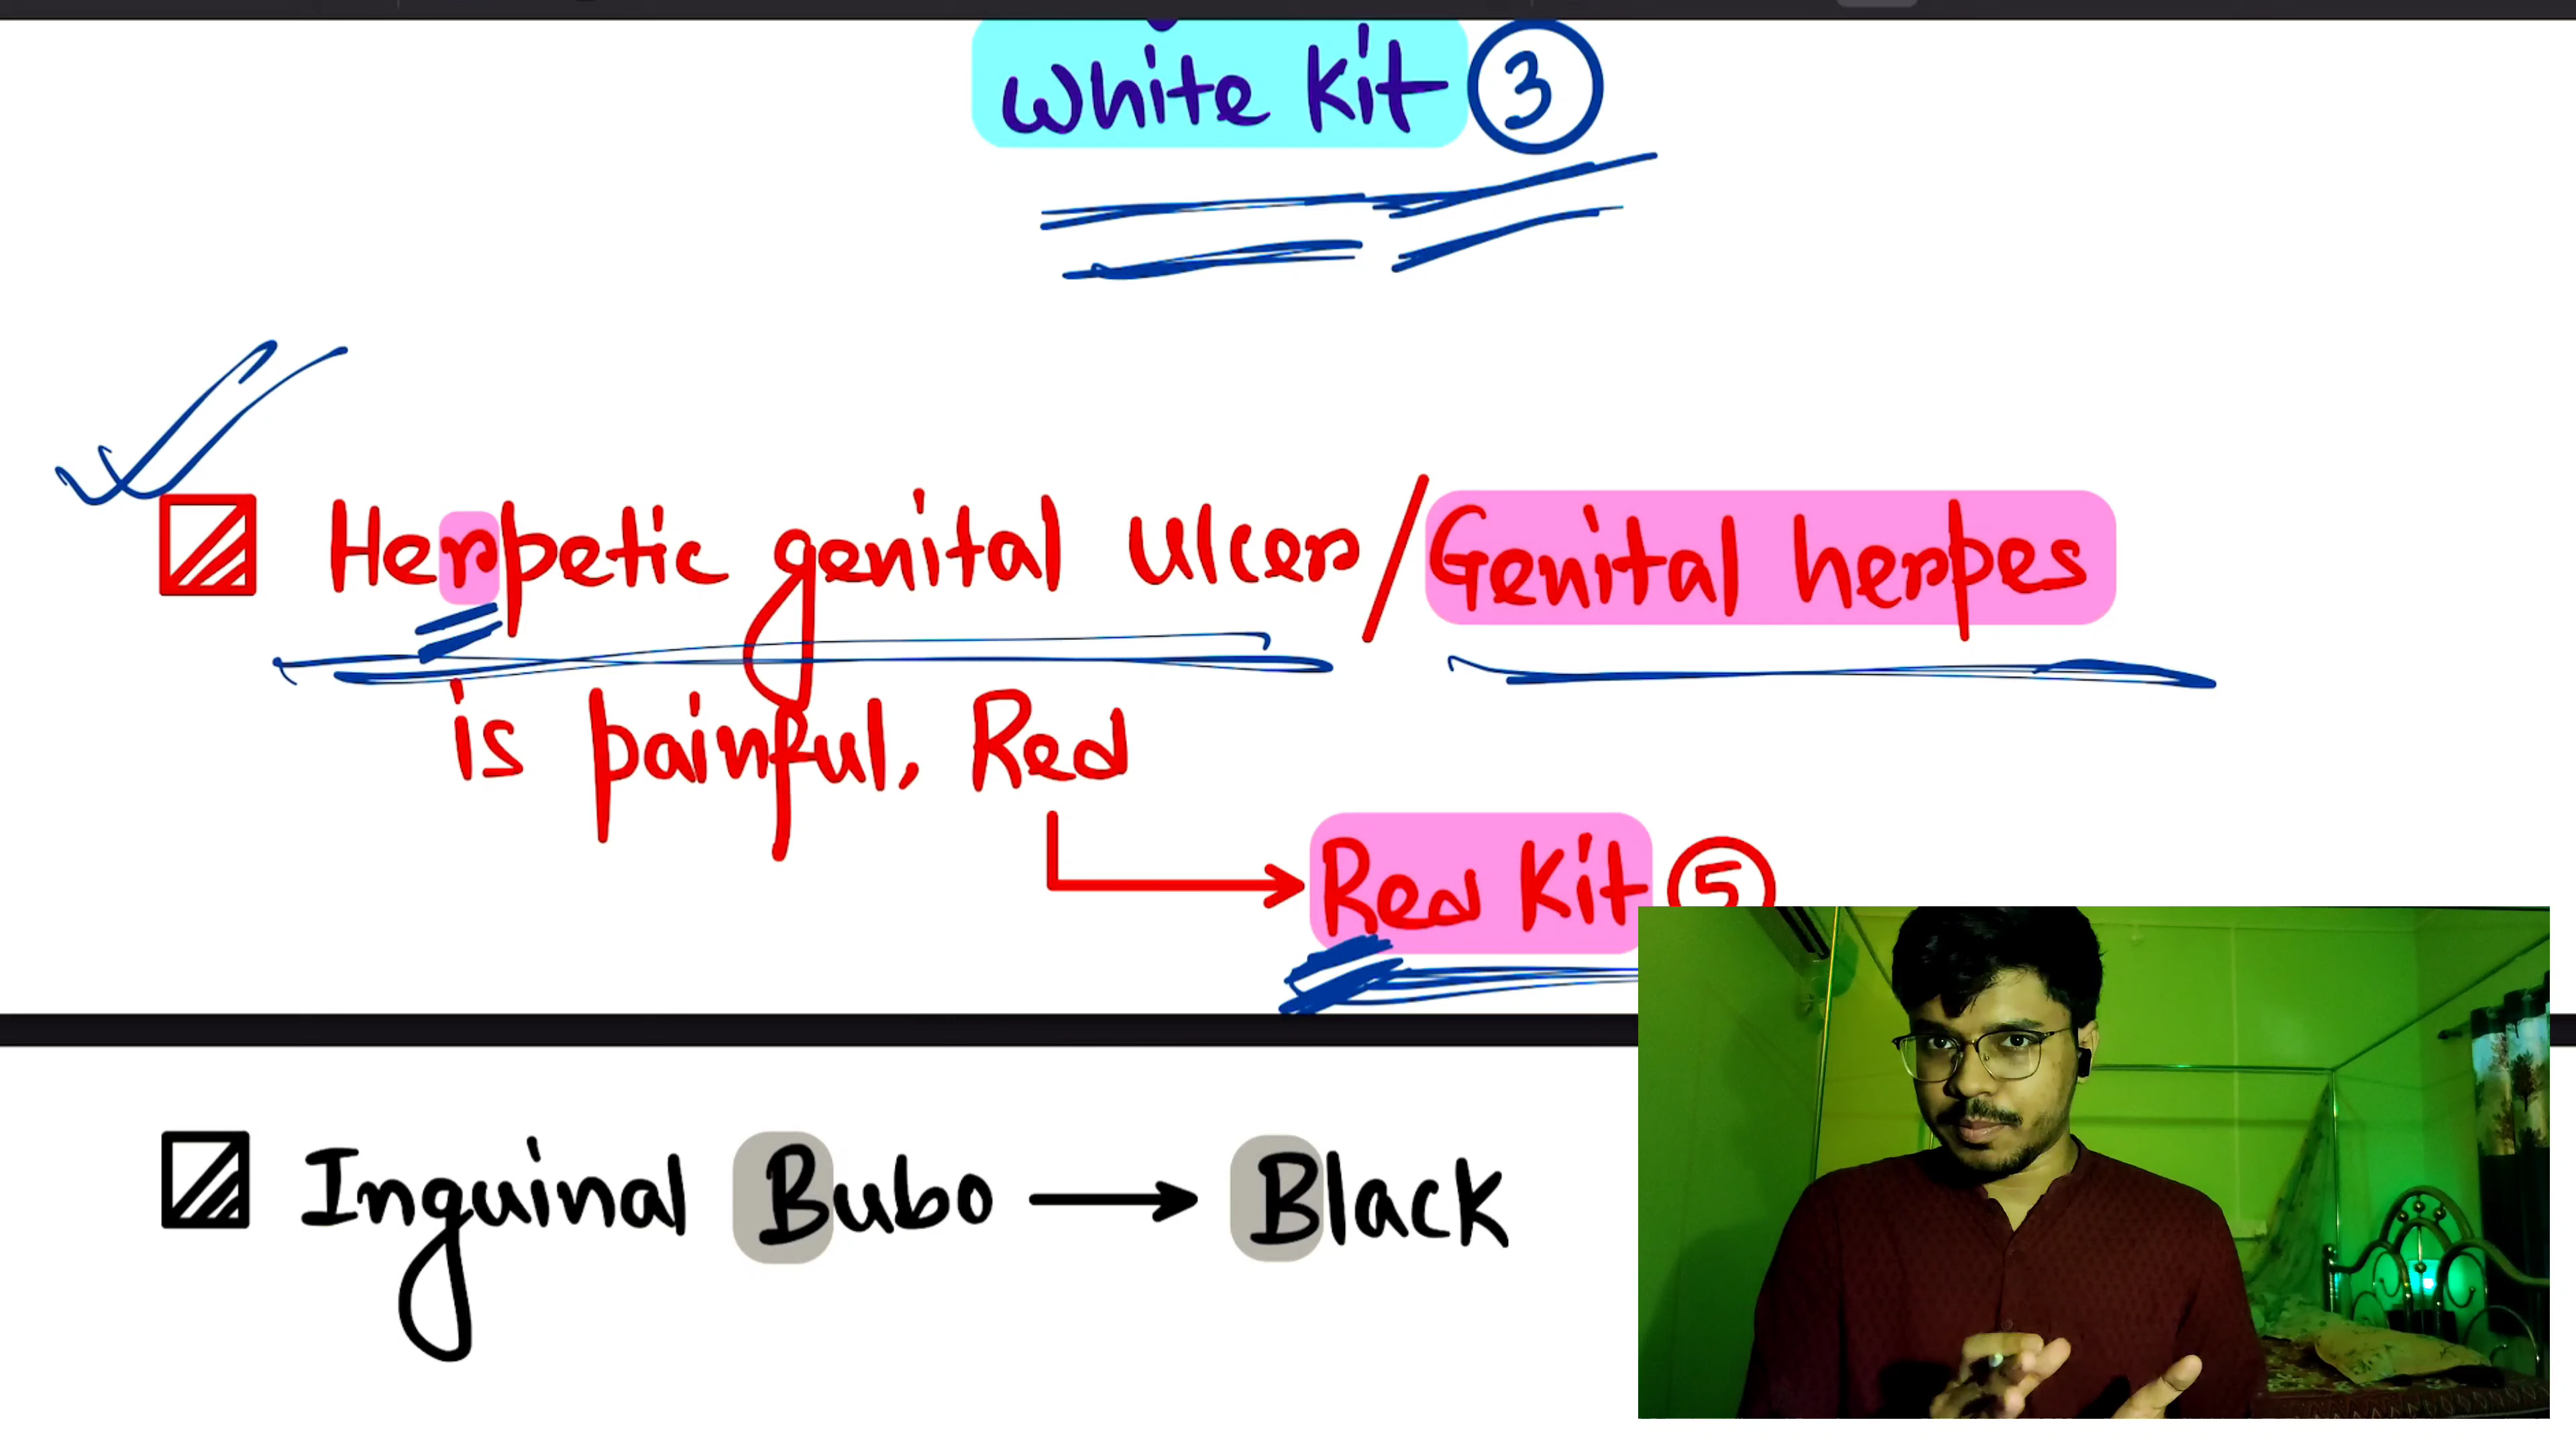 White Kit 3
Herpetic genital ulcer/Genital herpes
is painful, Red
Red Kit 5
Inguinal Bubo → Black